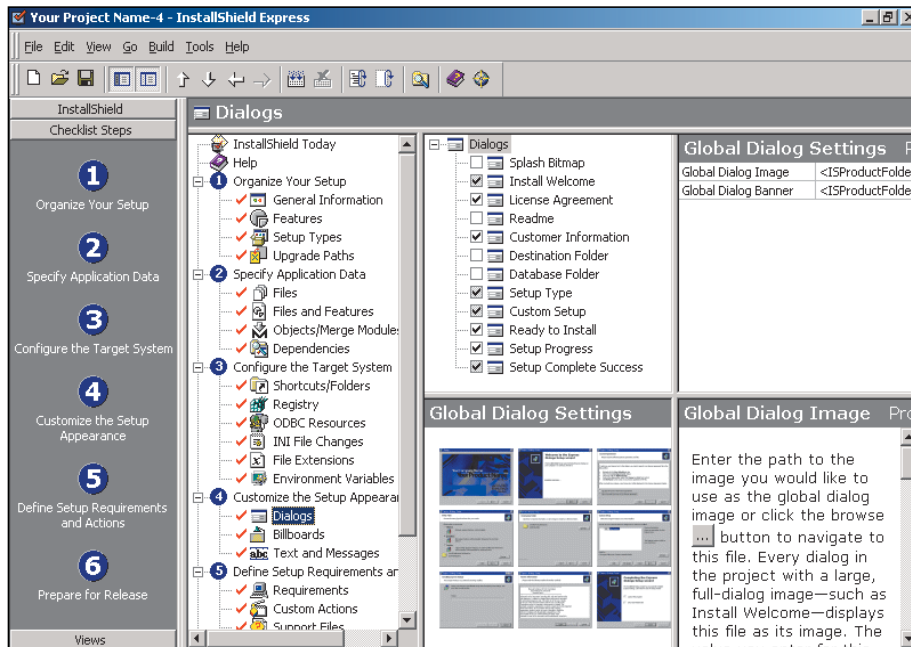 Your Project Name-4 - InstallShield Express
File Edit View Go Build Tools Help
InstallShield
Checklist Steps
1
Organize Your Setup
2
Specify Application Data
3
Configure the Target System
4
Customize the Setup
Appearance
5
Define Setup Requirements
and Actions
6
Prepare for Release
Views
Dialogs
InstallShield Today
Help
1 Organize Your Setup
General Information
Features
Setup Types
Upgrade Paths
2 Specify Application Data
Files
Files and Features
Objects/Merge Modules
Dependencies
3 Configure the Target System
Shortcuts/Folders
Registry
ODBC Resources
INI File Changes
File Extensions
Environment Variables
4 Customize the Setup Appeara
Dialogs
Billboards
abc Text and Messages
5 Define Setup Requirements ar
Requirements
Custom Actions
Support Files
Dialogs
Splash Bitmap
Install Welcome
License Agreement
Readme
Customer Information
Destination Folder
Database Folder
Setup Type
Custom Setup
Ready to Install
Setup Progress
Setup Complete Success
Global Dialog Settings
Global Dialog Image <ISProductFolde
Global Dialog Banner <ISProductFolde
Global Dialog Settings
Global Dialog Image Pro
Enter the path to the
image you would like to
use as the global dialog
image or click the browse
... button to navigate to
this file. Every dialog in
the project with a large,
full-dialog image—such as
Install Welcome—displays
this file as its image. The